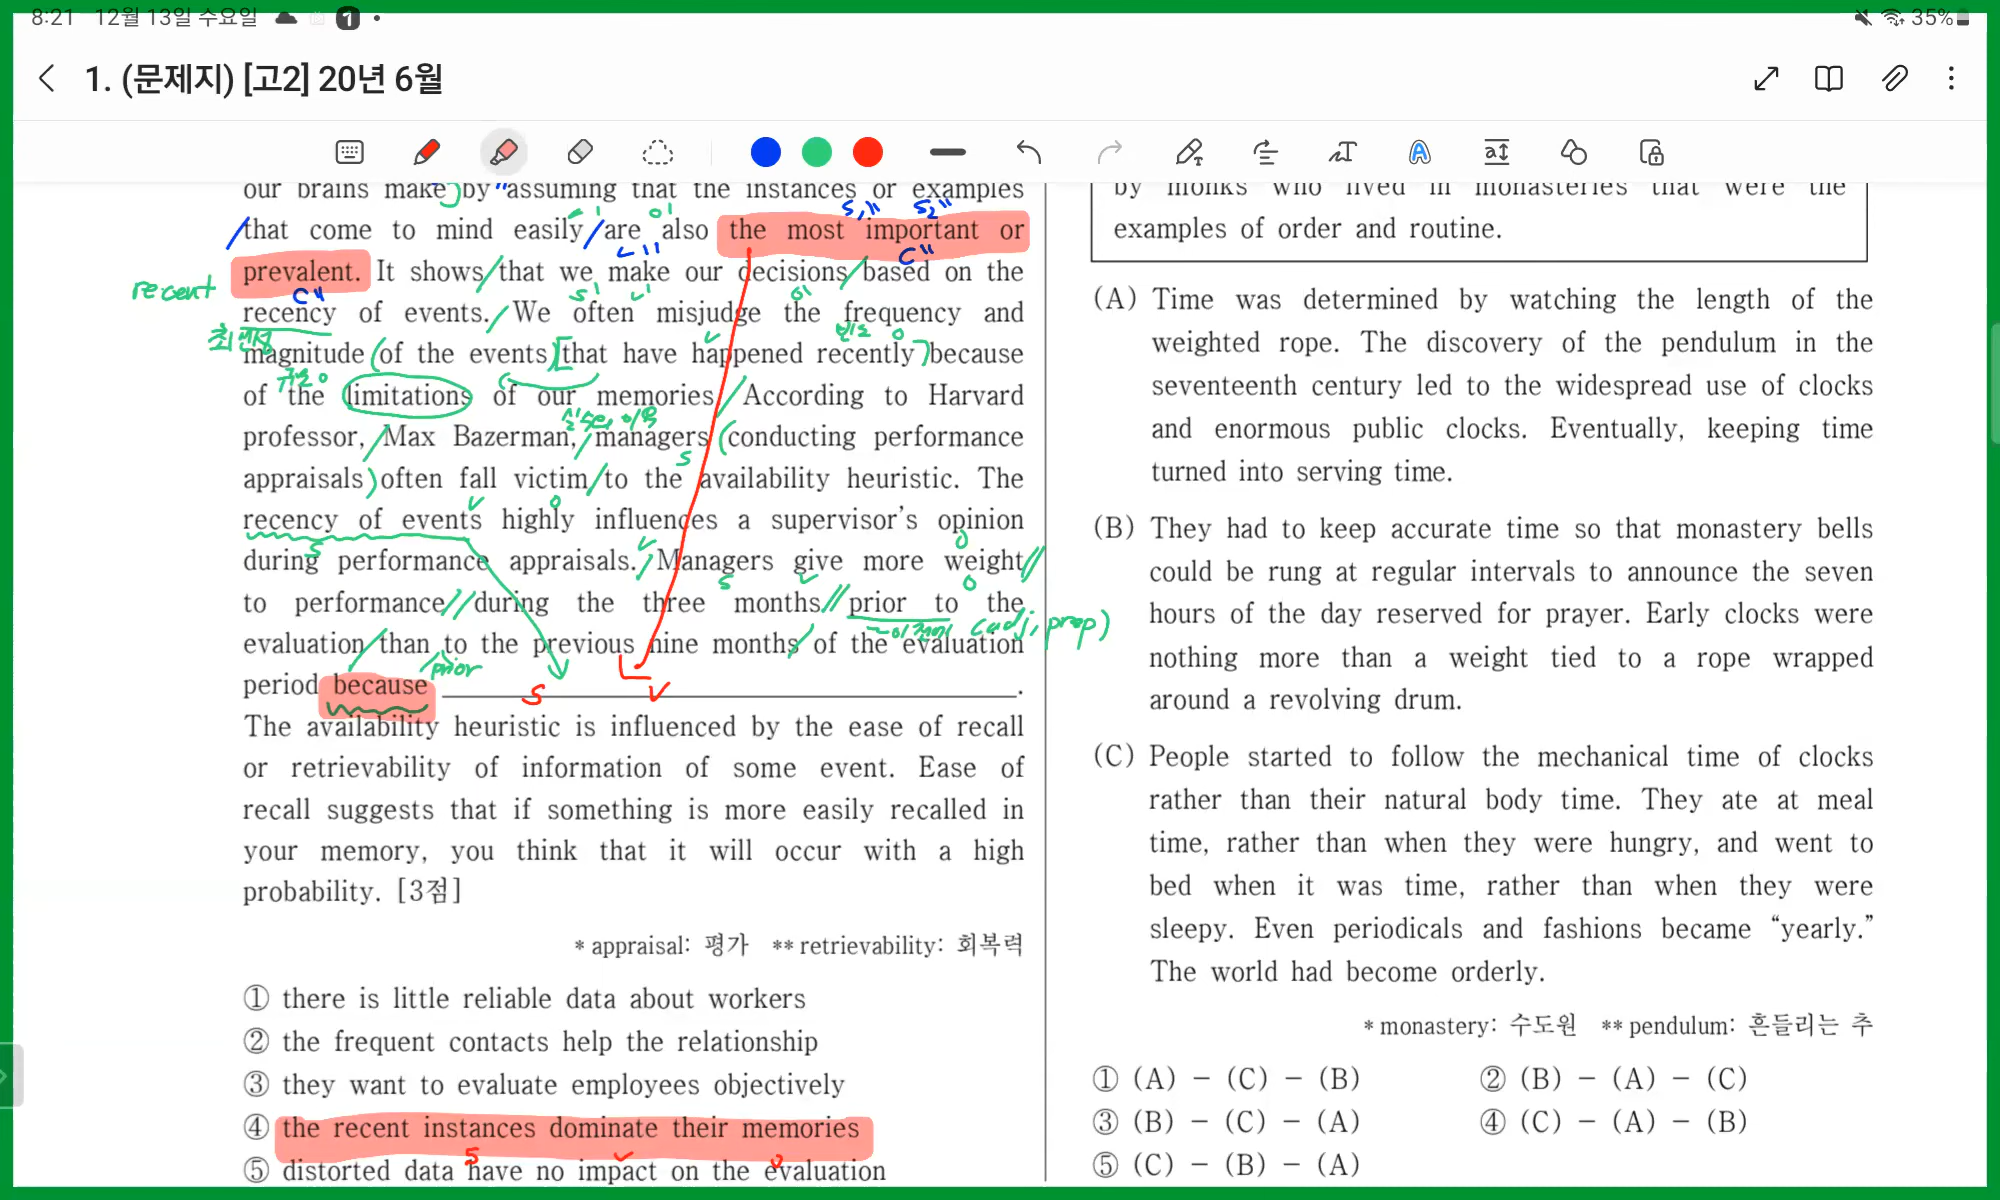 8:21 12월 13일 수요일
35%
1. (문제지) [고2] 20년 6월
our brains make by assuming that the instances or examples
that come to mind easily are also the most important or
prevalent. It shows that we make our decisions based on the
recent
recency of events. We often misjudge the frequency and
magnitude of the events that have happened recently because
of the limitations of our memories. According to Harvard
professor, Max Bazerman, managers conducting performance
appraisals often fall victim to the availability heuristic. The
recency of events highly influences a supervisor's opinion
during performance appraisals. Managers give more weight
to performance during the three months prior to the
(adj, prep)
evaluation than to the previous nine months of the evaluation
prior
period because ______________.
S V
The availability heuristic is influenced by the ease of recall
or retrievability of information of some event. Ease of
recall suggests that if something is more easily recalled in
your memory, you think that it will occur with a high
probability. [3점]
* appraisal: 평가 ** retrievability: 회복력
① there is little reliable data about workers
② the frequent contacts help the relationship
③ they want to evaluate employees objectively
④ the recent instances dominate their memories
S V O
⑤ distorted data have no impact on the evaluation
by monks who lived in monasteries that were the
examples of order and routine.
(A) Time was determined by watching the length of the
weighted rope. The discovery of the pendulum in the
seventeenth century led to the widespread use of clocks
and enormous public clocks. Eventually, keeping time
turned into serving time.
(B) They had to keep accurate time so that monastery bells
could be rung at regular intervals to announce the seven
hours of the day reserved for prayer. Early clocks were
nothing more than a weight tied to a rope wrapped
around a revolving drum.
(C) People started to follow the mechanical time of clocks
rather than their natural body time. They ate at meal
time, rather than when they were hungry, and went to
bed when it was time, rather than when they were
sleepy. Even periodicals and fashions became “yearly.”
The world had become orderly.
* monastery: 수도원 ** pendulum: 흔들리는 추
① (A) － (C) － (B) ② (B) － (A) － (C)
③ (B) － (C) － (A) ④ (C) － (A) － (B)
⑤ (C) － (B) － (A)